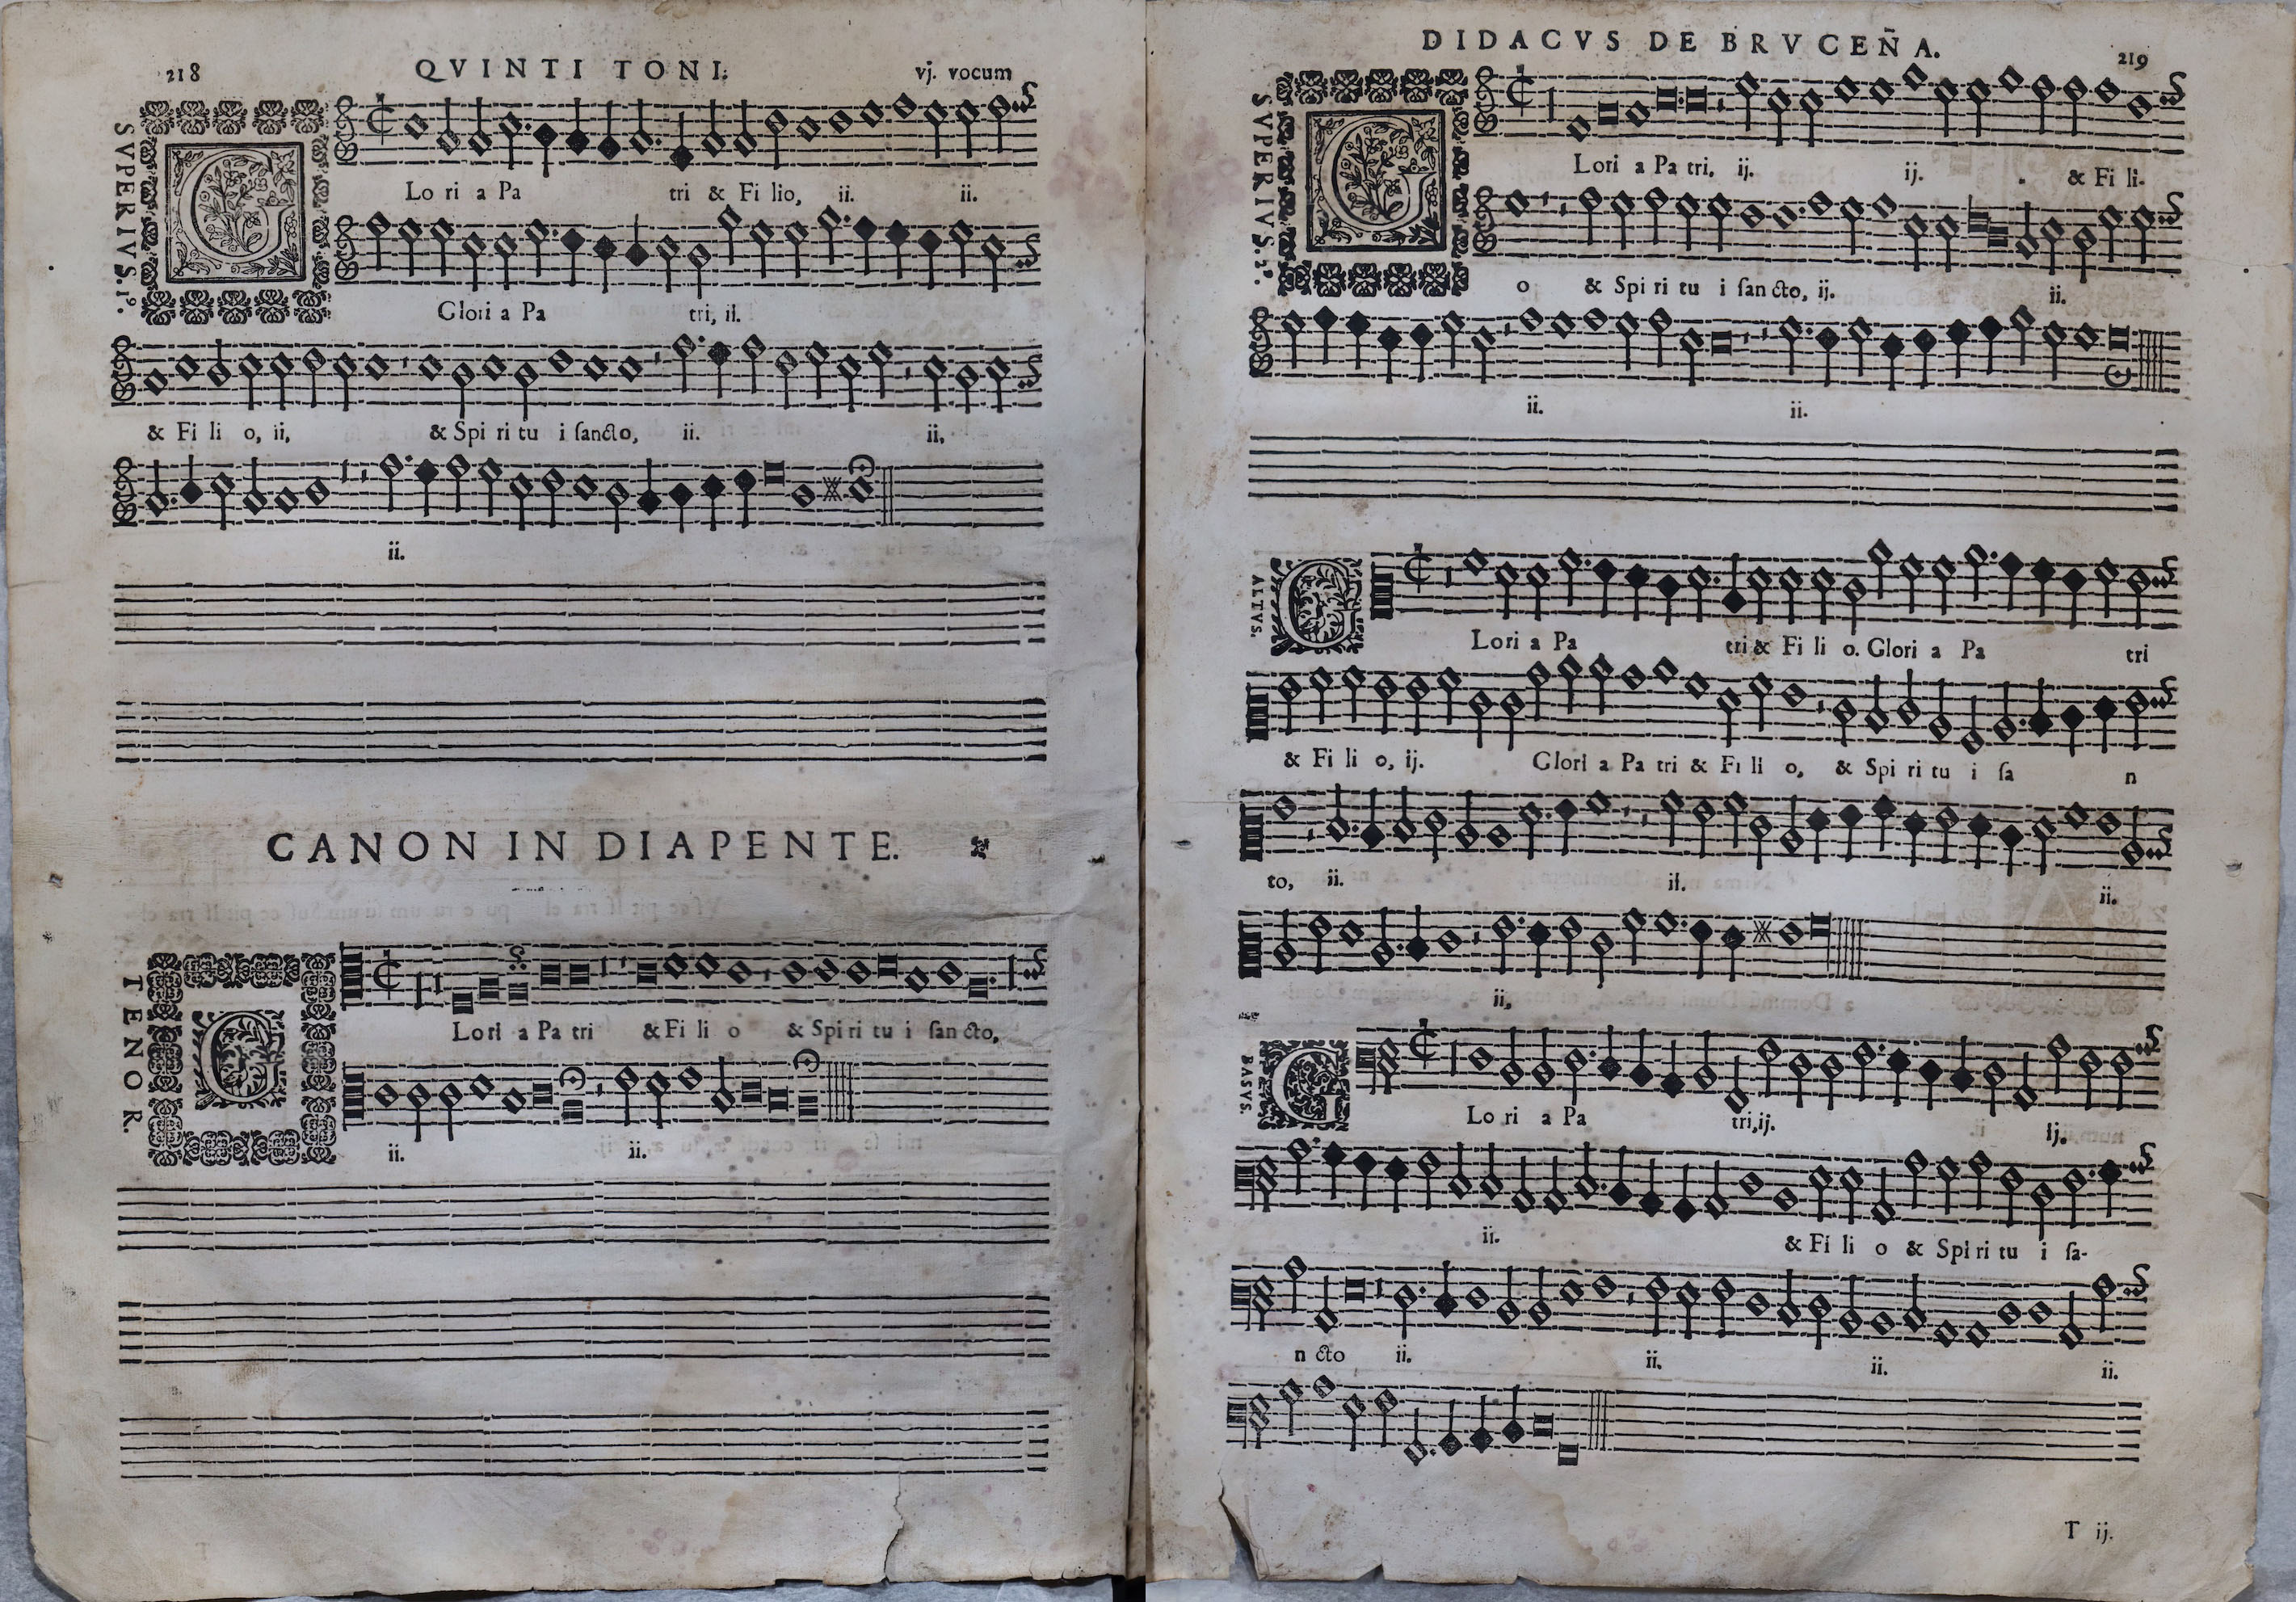 218 QVINTI TONI. vj. vocum
SVPERIVS. 1º.
Lo ri a Pa tri & Fi lio, ii. ii.
Glori a Pa tri, ii.
& Fi li o, ii, & Spi ri tu i sancto, ii. ii,
ii.
CANON IN DIAPENTE.
TENOR.
Lori a Pa tri & Fi li o & Spi ri tu i san cto,
ii. ii.
DIDACVS DE BRVCEÑA. 219
SVPERIVS. 2º.
Lori a Pa tri, ij. ij. & Fi li-
o & Spi ri tu i san cto, ij. ii.
ii. ii.
ALTVS.
Lori a Pa tri & Fi li o. Glori a Pa tri
& Fi li o, ij. Glori a Pa tri & Fi li o, & Spi ri tu i sa n
to, ii. ii. ii.
ii,
BASVS.
Lo ri a Pa tri, ij. ij.
ii. & Fi li o & Spi ri tu i sa-
n cto ii. ii. ii. ii.
T ij.